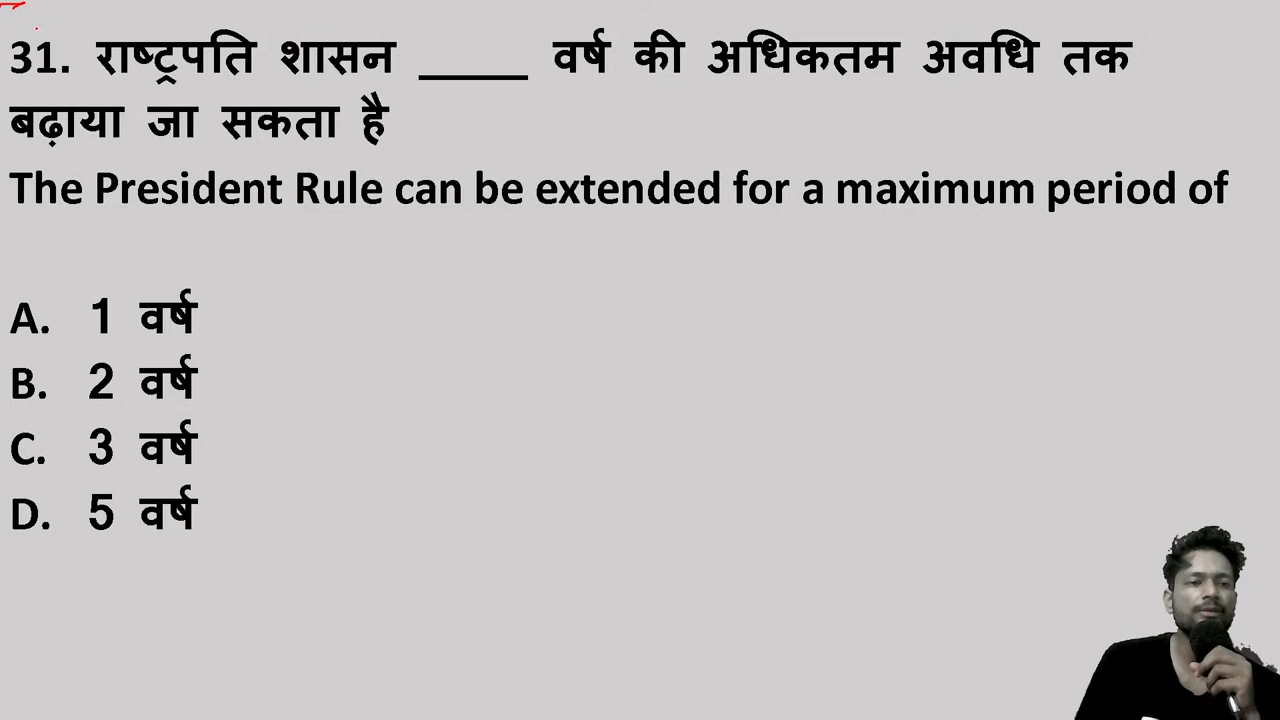 31. राष्ट्रपति शासन _____ वर्ष की अधिकतम अवधि तक
बढ़ाया जा सकता है
The President Rule can be extended for a maximum period of
A. 1 वर्ष
B. 2 वर्ष
C. 3 वर्ष
D. 5 वर्ष